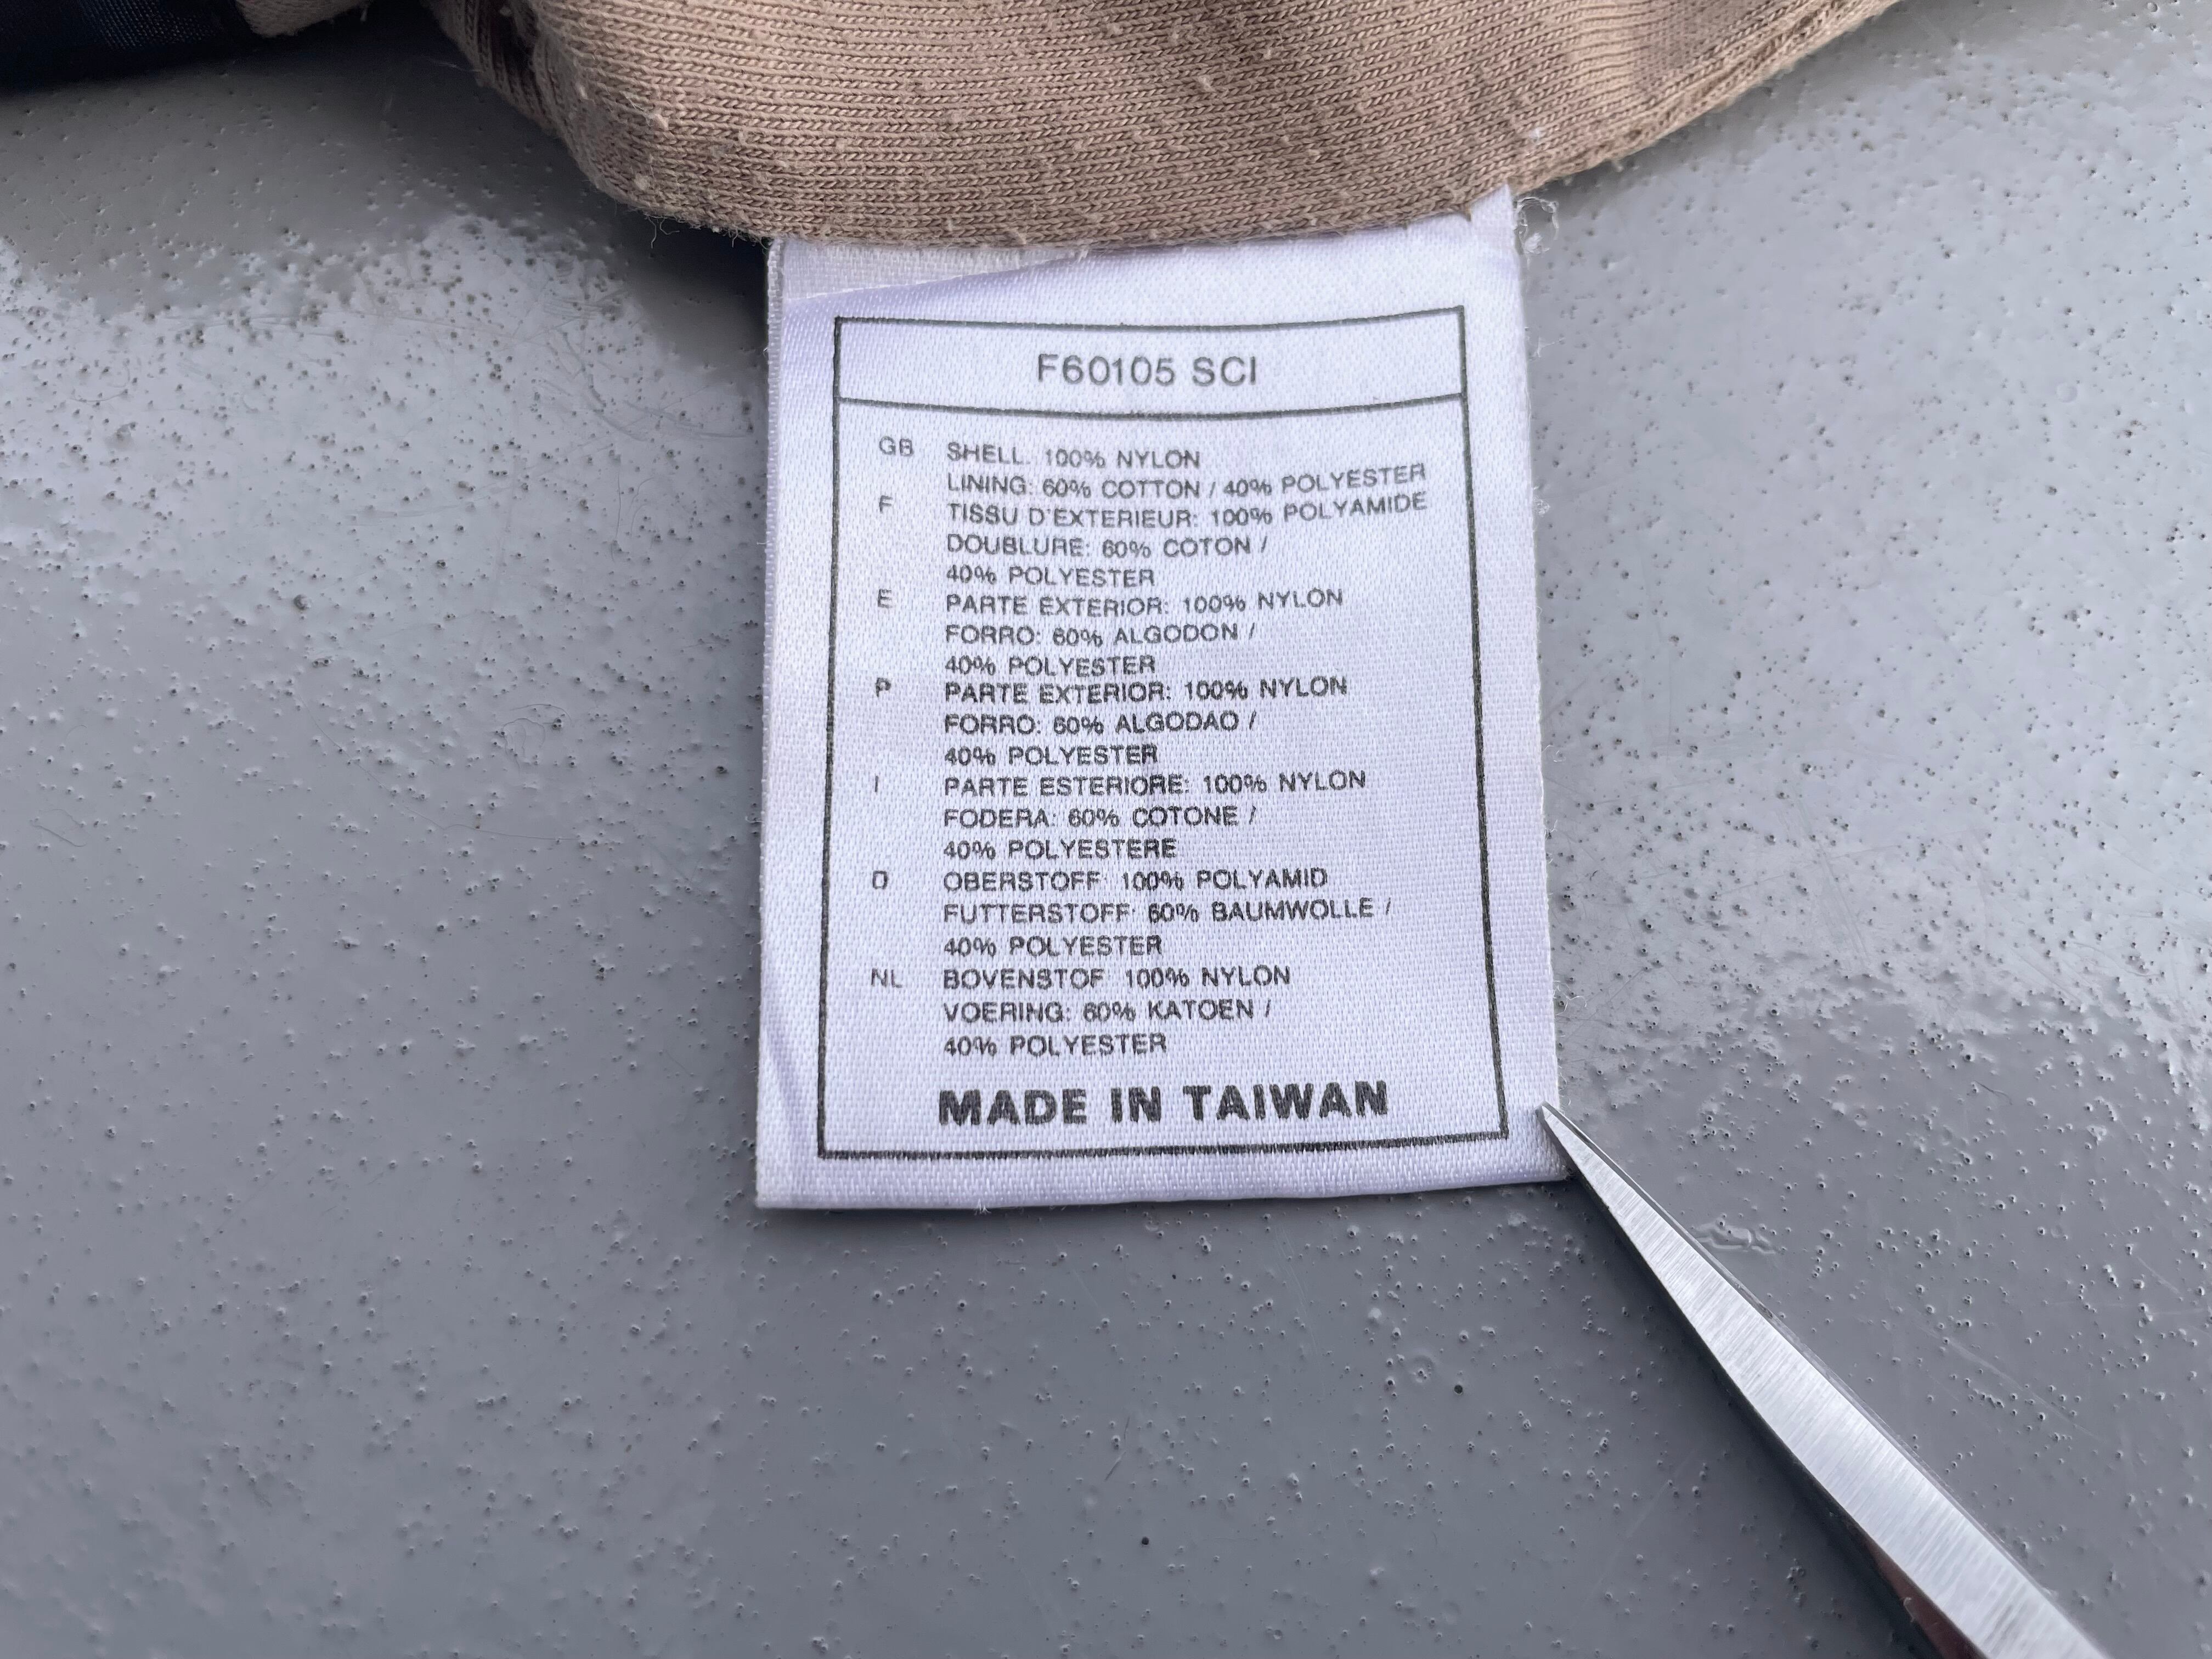 F60105 SCI
GB SHELL: 100% NYLON
LINING: 60% COTTON / 40% POLYESTER
F TISSU D'EXTERIEUR: 100% POLYAMIDE
DOUBLURE: 60% COTON /
40% POLYESTER
E PARTE EXTERIOR: 100% NYLON
FORRO: 60% ALGODON /
40% POLYESTER
P PARTE EXTERIOR: 100% NYLON
FORRO: 60% ALGODAO /
40% POLYESTER
I PARTE ESTERIORE: 100% NYLON
FODERA: 60% COTONE /
40% POLYESTERE
D OBERSTOFF: 100% POLYAMID
FUTTERSTOFF: 60% BAUMWOLLE /
40% POLYESTER
NL BOVENSTOF: 100% NYLON
VOERING: 60% KATOEN /
40% POLYESTER
MADE IN TAIWAN